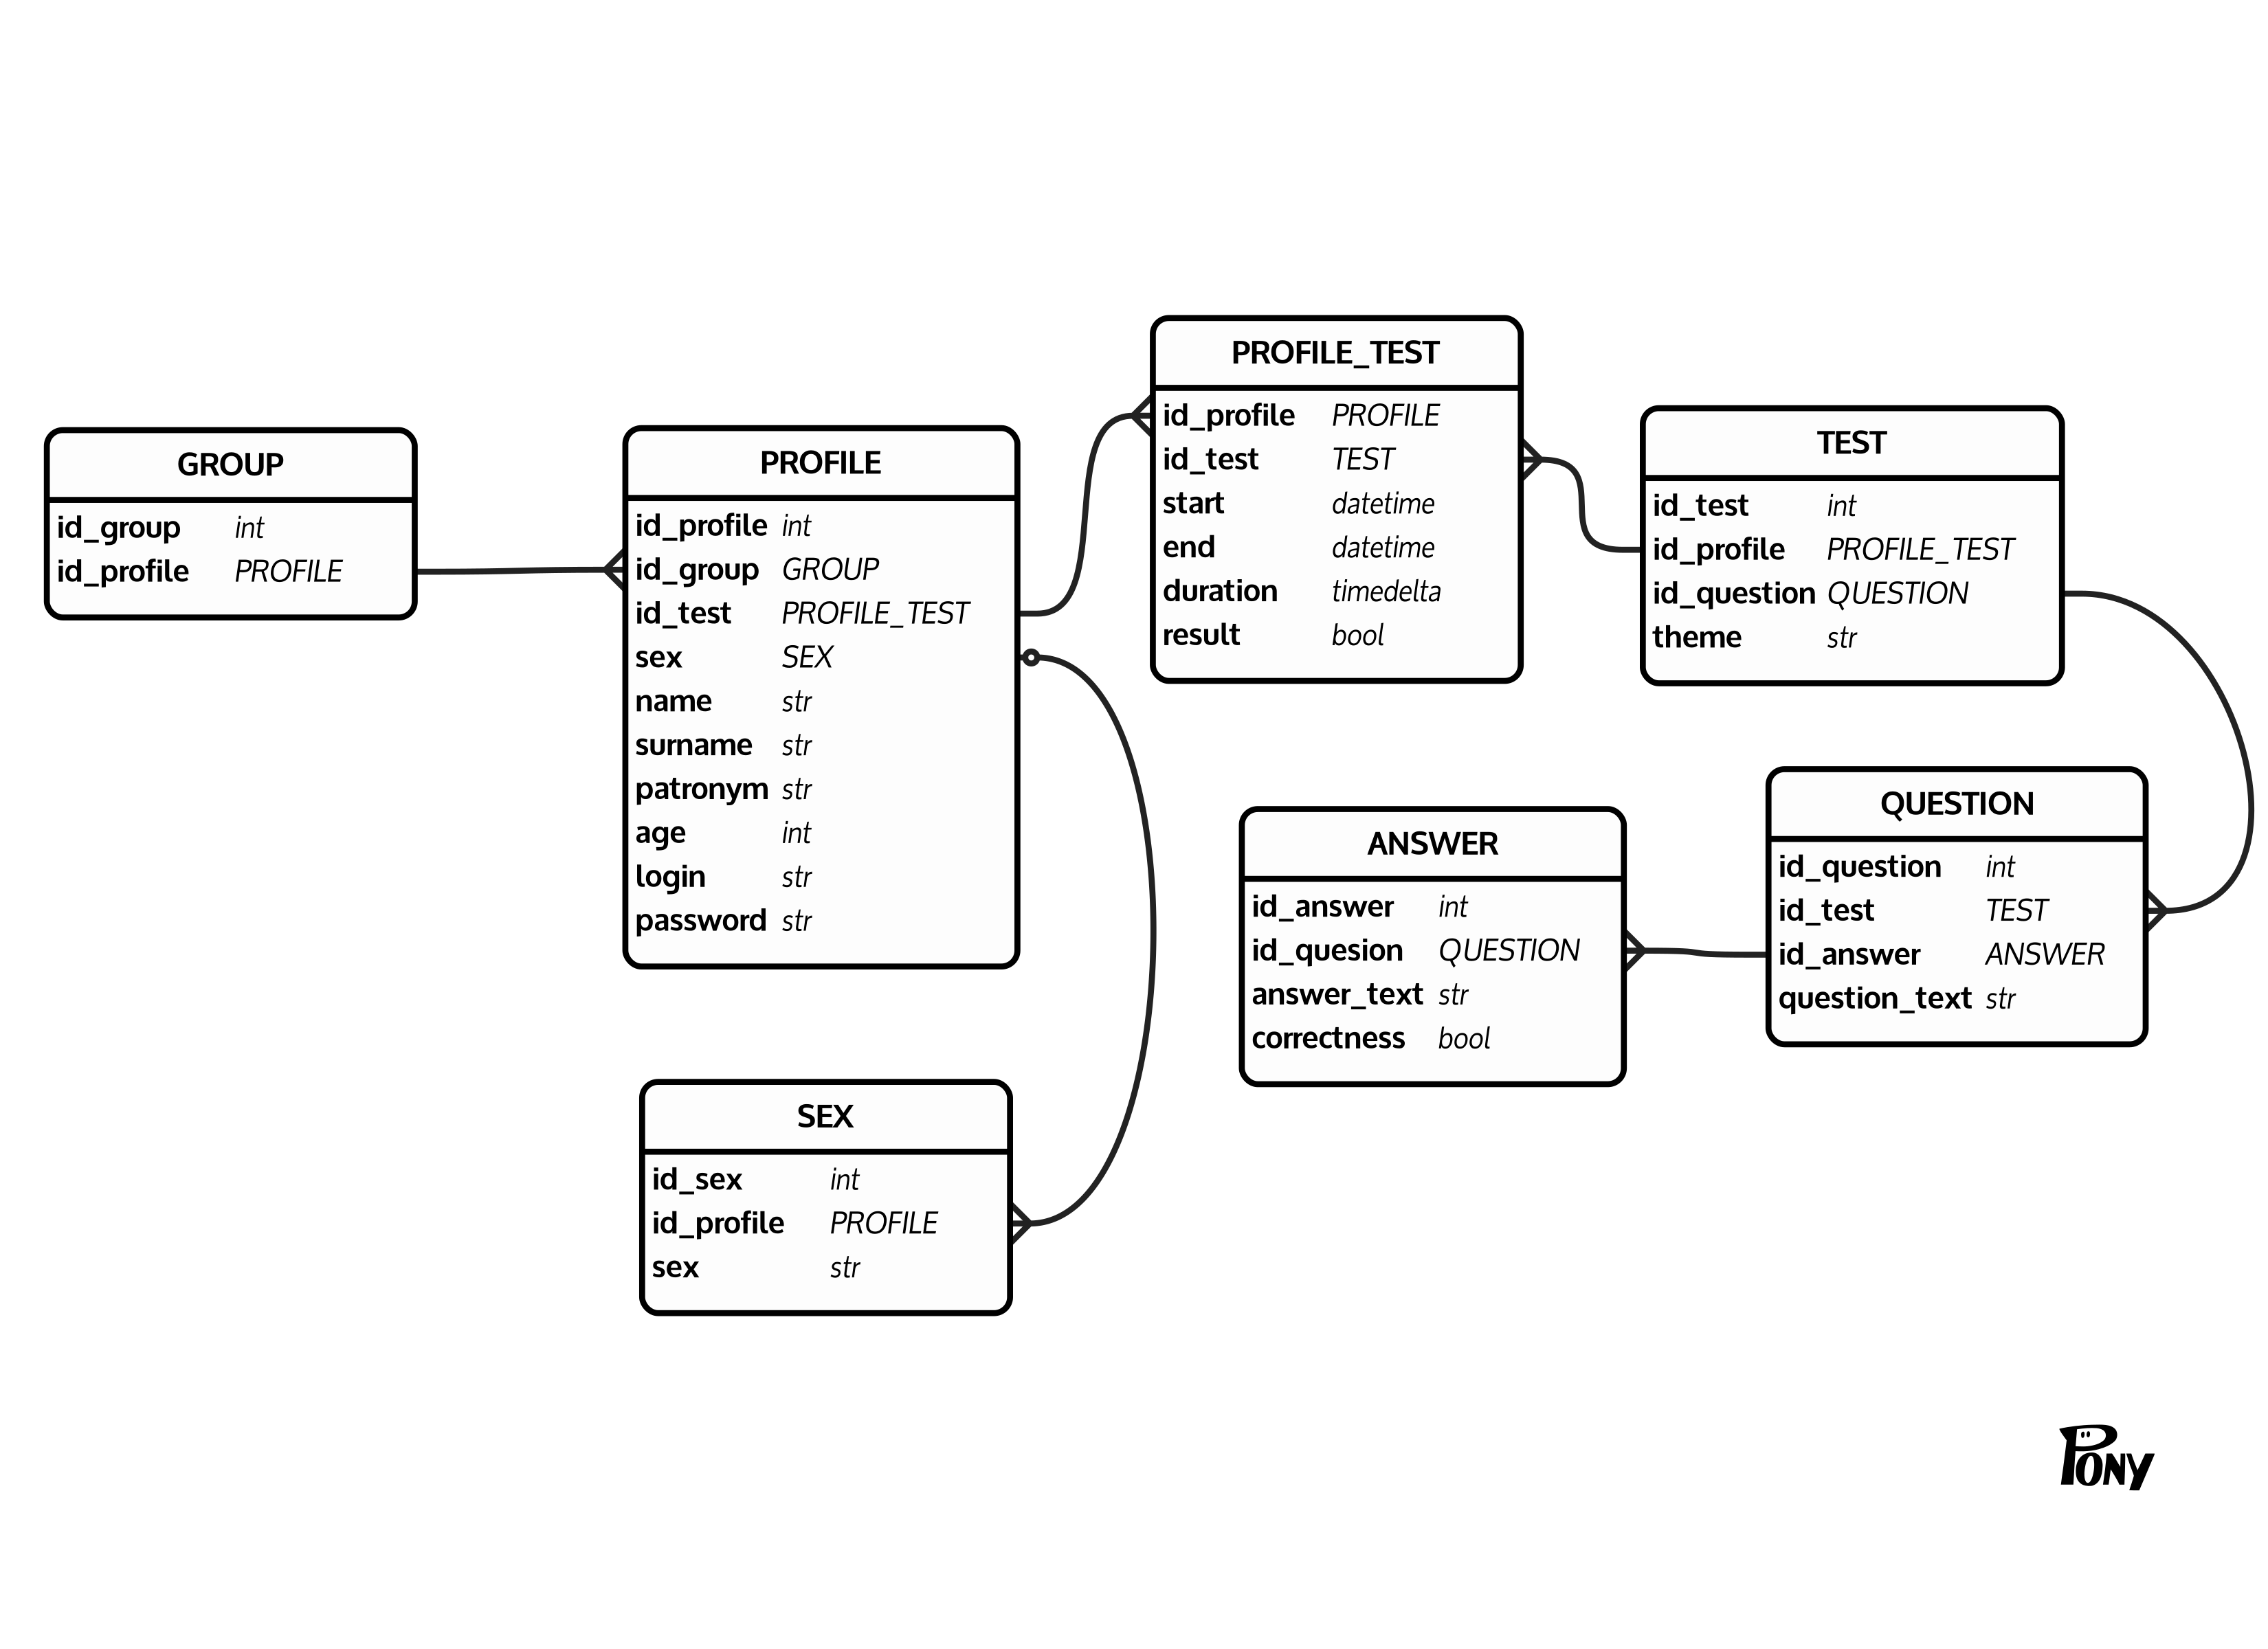 GROUP
id_group int
id_profile PROFILE
PROFILE
id_profile int
id_group GROUP
id_test PROFILE_TEST
sex SEX
name str
surname str
patronym str
age int
login str
password str
PROFILE_TEST
id_profile PROFILE
id_test TEST
start datetime
end datetime
duration timedelta
result bool
TEST
id_test int
id_profile PROFILE_TEST
id_question QUESTION
theme str
ANSWER
id_answer int
id_quesion QUESTION
answer_text str
correctness bool
QUESTION
id_question int
id_test TEST
id_answer ANSWER
question_text str
SEX
id_sex int
id_profile PROFILE
sex str
PONY